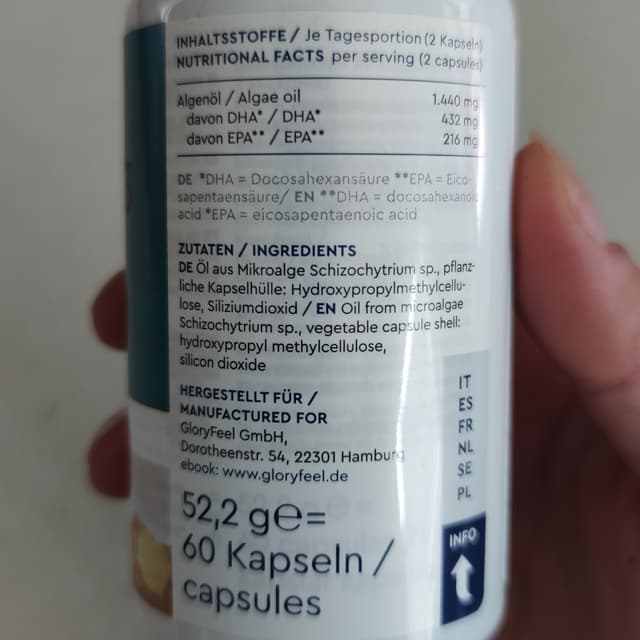 INHALTSSTOFFE / Je Tagesportion (2 Kapseln)
NUTRITIONAL FACTS per serving (2 capsules)
Algenöl / Algae oil 1.440 mg
davon DHA* / DHA* 432 mg
davon EPA** / EPA** 216 mg
DE *DHA = Docosahexansäure **EPA = Eico-
sapentaensäure/ EN **DHA = docosahexanoic
acid *EPA = eicosapentaenoic acid
ZUTATEN / INGREDIENTS
DE Öl aus Mikroalge Schizochytrium sp., pflanz-
liche Kapselhülle: Hydroxypropylmethylcellu-
lose, Siliziumdioxid / EN Oil from microalgae
Schizochytrium sp., vegetable capsule shell:
hydroxypropyl methylcellulose,
silicon dioxide
HERGESTELLT FÜR /
MANUFACTURED FOR
GloryFeel GmbH,
Dorotheenstr. 54, 22301 Hamburg
ebook: www.gloryfeel.de
52,2 g℮=
60 Kapseln /
capsules
IT
ES
FR
NL
SE
PL
INFO